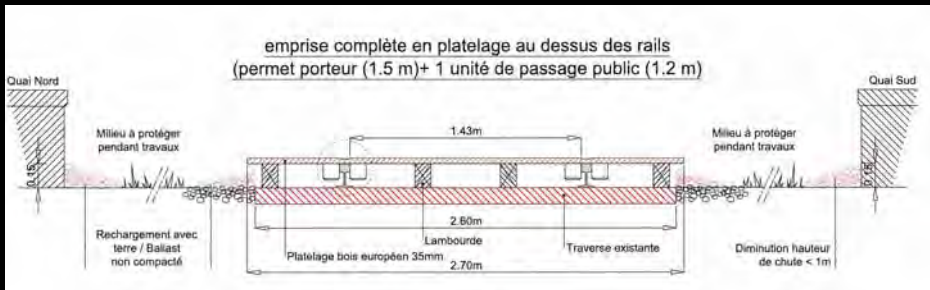 emprise complète en platelage au dessus des rails
(permet porteur (1.5 m)+ 1 unité de passage public (1.2 m)
Quai Nord
Quai Sud
Milieu à protéger
pendant travaux
1.43m
Milieu à protéger
pendant travaux
0.15
0.15
2.60m
Rechargement avec
terre / Ballast
non compacté
Lambourde
Platelage bois européen 35mm
Traverse existante
Diminution hauteur
de chute < 1m
2.70m